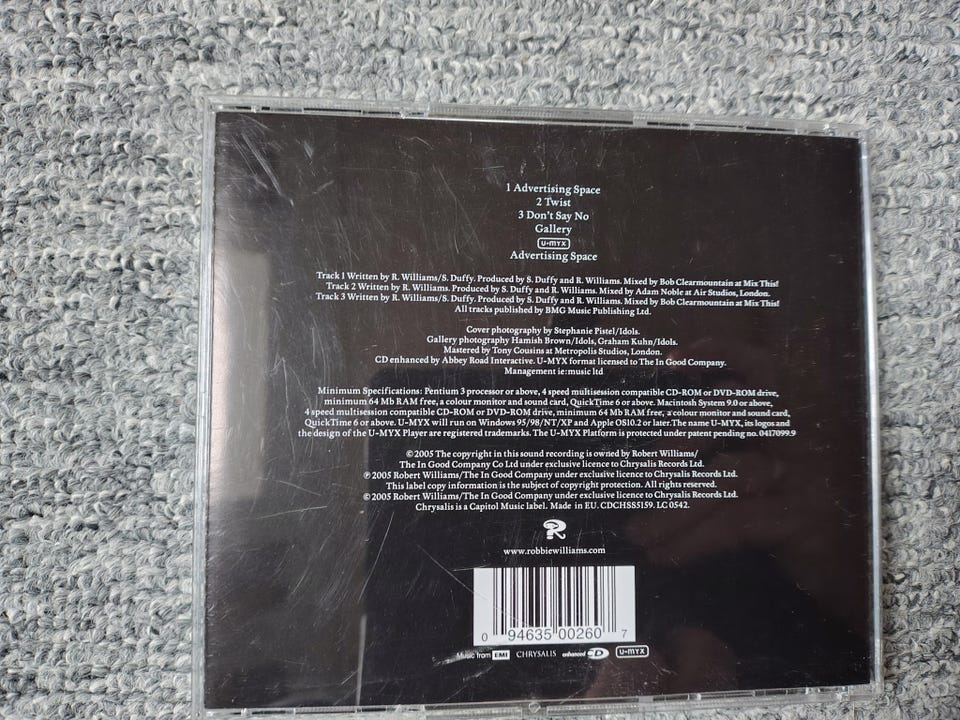 1 Advertising Space
2 Twist
3 Don't Say No
Gallery
U-MYX
Advertising Space
Track 1 Written by R. Williams/S. Duffy. Produced by S. Duffy and R. Williams. Mixed by Bob Clearmountain at Mix This!
Track 2 Written by R. Williams. Produced by S. Duffy and R. Williams. Mixed by Adam Noble at Air Studios, London.
Track 3 Written by R. Williams/S. Duffy. Produced by S. Duffy and R. Williams. Mixed by Bob Clearmountain at Mix This!
All tracks published by BMG Music Publishing Ltd.
Cover photography by Stephanie Pistel/Idols.
Gallery photography Hamish Brown/Idols, Graham Kuhn/Idols.
Mastered by Tony Cousins at Metropolis Studios, London.
CD enhanced by Abbey Road Interactive. U-MYX format licensed to The In Good Company.
Management ie:music ltd
Minimum Specifications: Pentium 3 processor or above, 4 speed multisession compatible CD-ROM or DVD-ROM drive,
minimum 64 Mb RAM free, a colour monitor and sound card, QuickTime 6 or above. Macintosh System 9.0 or above,
4 speed multisession compatible CD-ROM or DVD-ROM drive, minimum 64 Mb RAM free, a colour monitor and sound card,
QuickTime 6 or above. U-MYX will run on Windows 95/98/NT/XP and Apple OS10.2 or later.The name U-MYX, its logos and
the design of the U-MYX Player are registered trademarks. The U-MYX Platform is protected under patent pending no. 0417099.9
©2005 The copyright in this sound recording is owned by Robert Williams/
The In Good Company Co Ltd under exclusive licence to Chrysalis Records Ltd.
℗2005 Robert Williams/The In Good Company under exclusive licence to Chrysalis Records Ltd.
This label copy information is the subject of copyright protection. All rights reserved.
©2005 Robert Williams/The In Good Company under exclusive licence to Chrysalis Records Ltd.
Chrysalis is a Capitol Music label. Made in EU. CDCHSS5159. LC 0542.
www.robbiewilliams.com
0 94635 00260 7
Music from EMI CHRYSALIS enhanced CD U-MYX